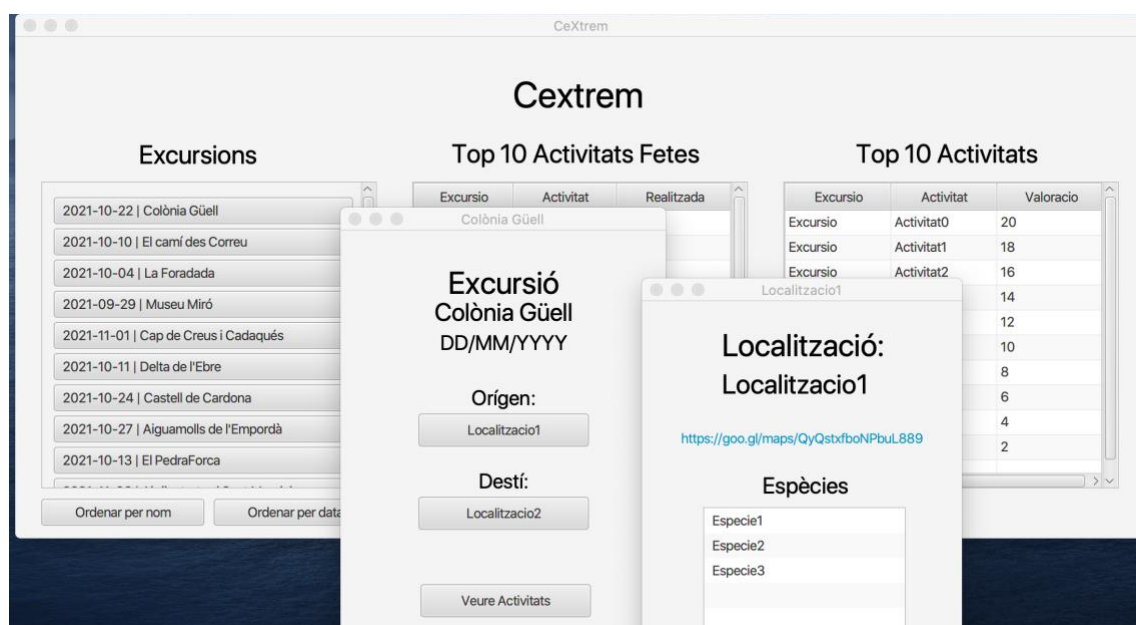 CeXtrem
Cextrem
Excursions
2021-10-22 | Colònia Güell
2021-10-10 | El camí des Correu
2021-10-04 | La Foradada
2021-09-29 | Museu Miró
2021-11-01 | Cap de Creus i Cadaqués
2021-10-11 | Delta de l'Ebre
2021-10-24 | Castell de Cardona
2021-10-27 | Aiguamolls de l'Empordà
2021-10-13 | El PedraForca
Ordenar per nom
Ordenar per data
Top 10 Activitats Fetes
Excursio Activitat Realitzada
Top 10 Activitats
Excursio Activitat Valoracio
Excursio Activitat0 20
Excursio Activitat1 18
Excursio Activitat2 16
14
12
10
8
6
4
2
Colònia Güell
Excursió
Colònia Güell
DD/MM/YYYY
Orígen:
Localitzacio1
Destí:
Localitzacio2
Veure Activitats
Localitzacio1
Localització:
Localitzacio1
https://goo.gl/maps/QyQstxfboNPbuL889
Espècies
Especie1
Especie2
Especie3